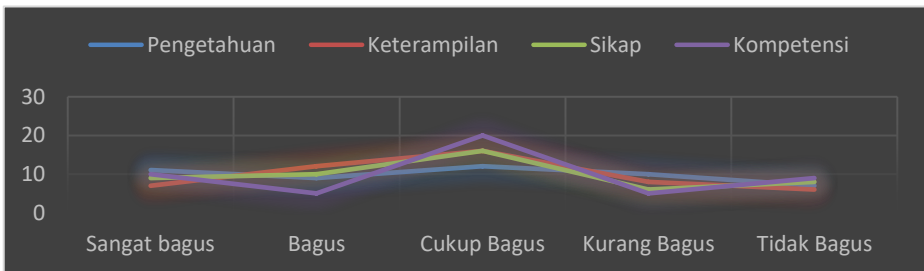 Pengetahuan Keterampilan Sikap Kompetensi
30
20
10
0
Sangat bagus Bagus Cukup Bagus Kurang Bagus Tidak Bagus